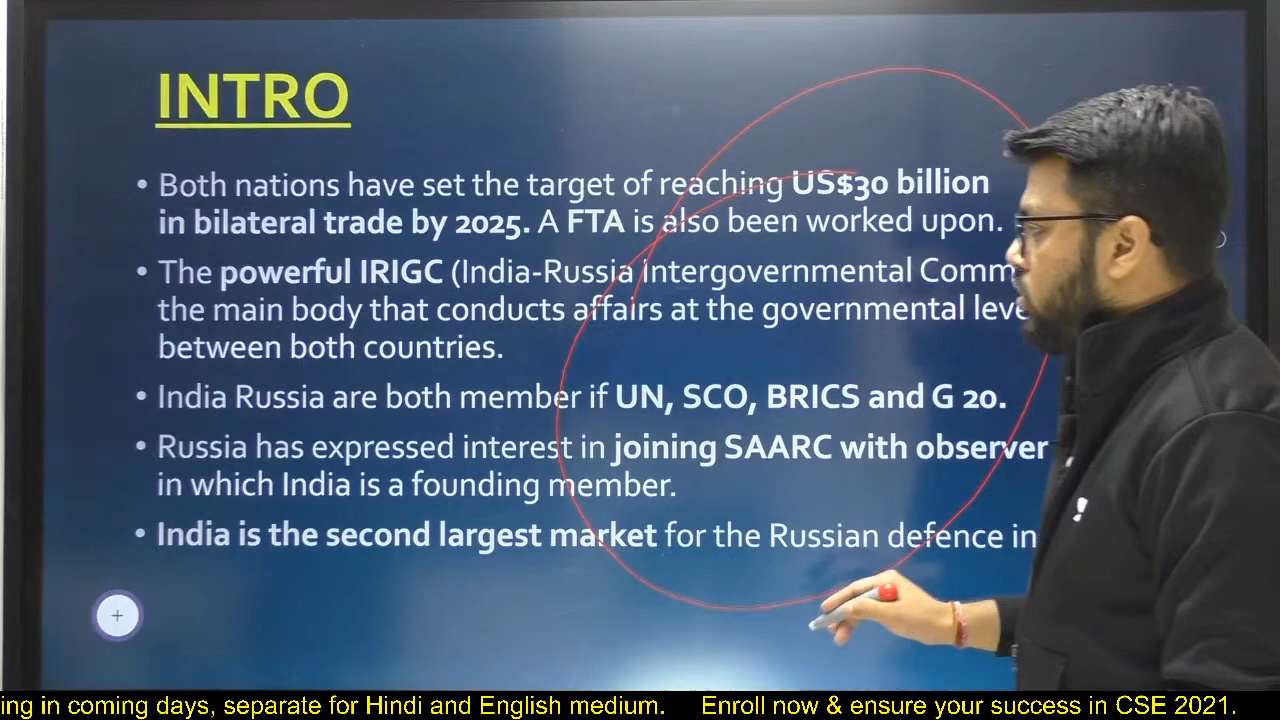 INTRO
• Both nations have set the target of reaching US$30 billion
in bilateral trade by 2025. A FTA is also been worked upon.
• The powerful IRIGC (India-Russia Intergovernmental Comm
the main body that conducts affairs at the governmental leve
between both countries.
• India Russia are both member if UN, SCO, BRICS and G 20.
• Russia has expressed interest in joining SAARC with observer
in which India is a founding member.
• India is the second largest market for the Russian defence in
ing in coming days, separate for Hindi and English medium. Enroll now & ensure your success in CSE 2021.